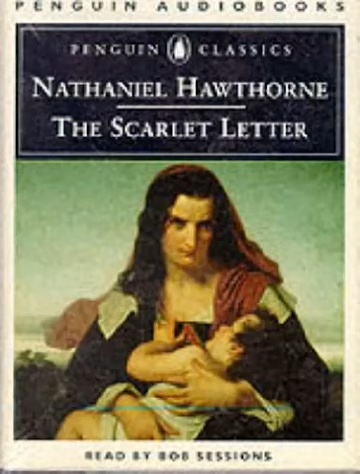 PENGUIN AUDIOBOOKS
PENGUIN CLASSICS
NATHANIEL HAWTHORNE
THE SCARLET LETTER
READ BY BOB SESSIONS